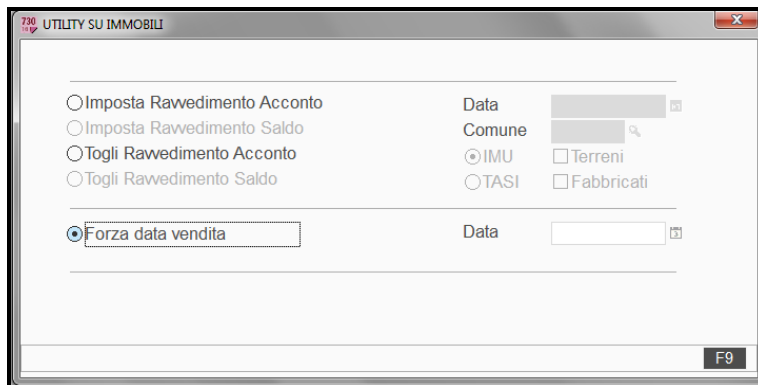 730
UTILITY SU IMMOBILI
Imposta Ravvedimento Acconto
Data
Imposta Ravvedimento Saldo
Comune
Togli Ravvedimento Acconto
IMU
Terreni
Togli Ravvedimento Saldo
TASI
Fabbricati
Forza data vendita
Data
F9